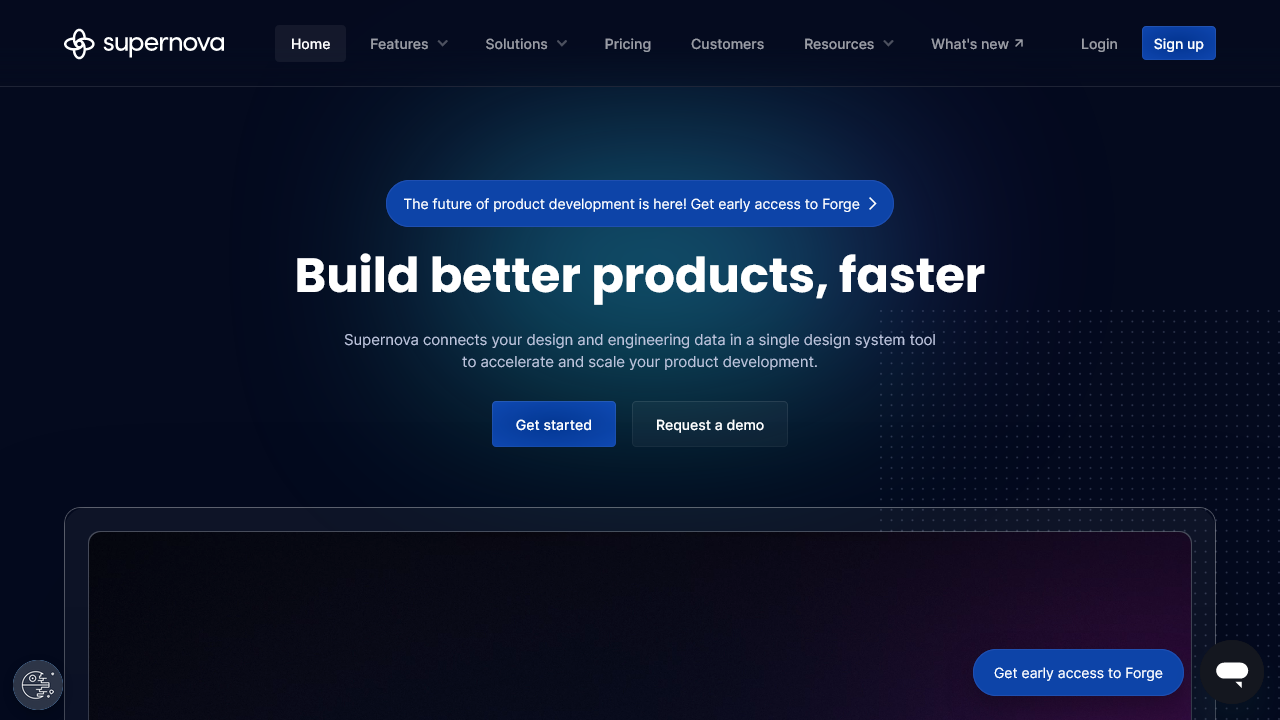 supernova
Home
Features
Solutions
Pricing
Customers
Resources
What's new
Login
Sign up
The future of product development is here! Get early access to Forge
Build better products, faster
Supernova connects your design and engineering data in a single design system tool
to accelerate and scale your product development.
Get started
Request a demo
Get early access to Forge